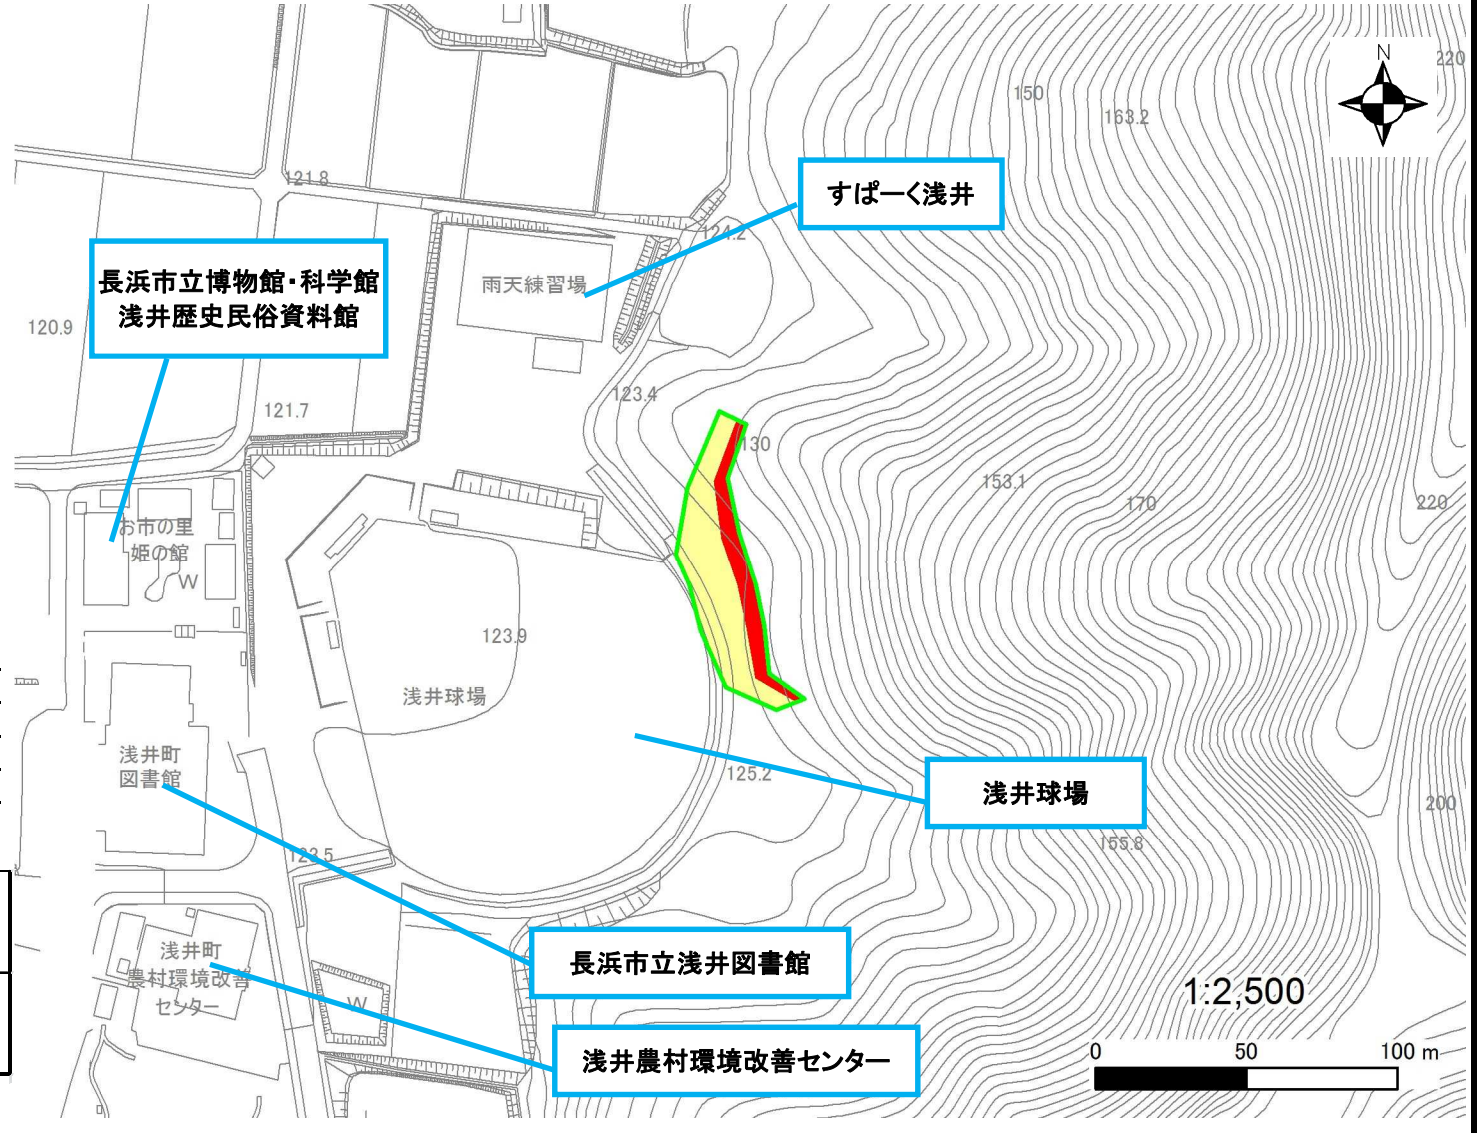 N
220
150
163.2
121.8
すぱーく浅井
124.2
長浜市立博物館・科学館
浅井歴史民俗資料館
雨天練習場
120.9
123.4
121.7
130
153.1
170
220
お市の里
姫の館
W
123.9
浅井球場
浅井町
図書館
125.2
浅井球場
200
155.8
123.5
浅井町
農村環境改善
センター
長浜市立浅井図書館
W
1:2,500
浅井農村環境改善センター
0 50 100 m